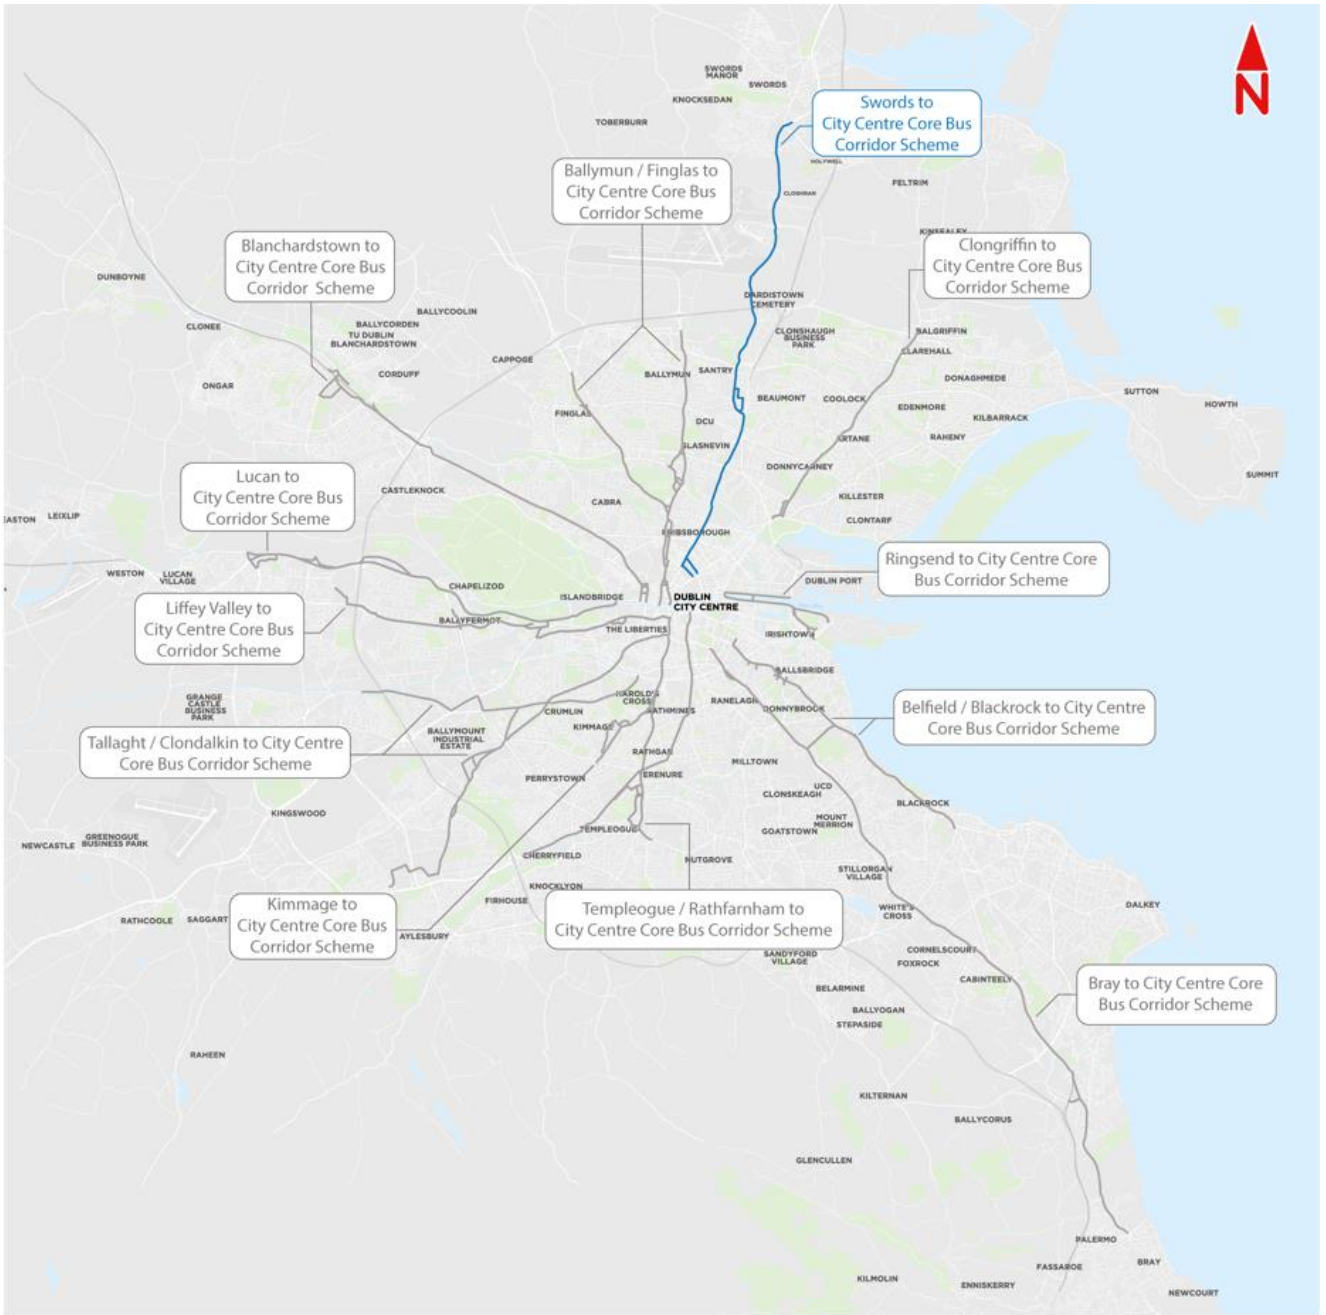 N
SWORDS
MANOR
SWORDS
KNOCKSEDAN
TOBERBURR
Swords to
City Centre Core Bus
Corridor Scheme
HOLYWELL
FELTRIM
CLOGHRAN
Ballymun / Finglas to
City Centre Core Bus
Corridor Scheme
KINSEALEY
Clongriffin to
City Centre Core Bus
Corridor Scheme
Blanchardstown to
City Centre Core Bus
Corridor Scheme
DUNBOYNE
DARDISTOWN
CEMETERY
BALLYCOOLIN
CLONEE
BALLYCORDEN
TU DUBLIN
BLANCHARDSTOWN
CLONSHAUGH
BUSINESS
PARK
BALGRIFFIN
CLAREHALL
CAPPOGE
CORDUFF
BALLYMUN
SANTRY
DONAGHMEDE
ONGAR
BEAUMONT
COOLOCK
SUTTON
HOWTH
EDENMORE
KILBARRACK
FINGLAS
DCU
GLASNEVIN
ARTANE
RAHENY
DONNYCARNEY
SUMMIT
Lucan to
City Centre Core Bus
Corridor Scheme
CASTLEKNOCK
CABRA
KILLESTER
CLONTARF
EASTON
LEIXLIP
PHIBSBOROUGH
Ringsend to City Centre Core
Bus Corridor Scheme
DUBLIN PORT
WESTON
LUCAN
VILLAGE
CHAPELIZOD
ISLANDBRIDGE
DUBLIN
CITY CENTRE
Liffey Valley to
City Centre Core Bus
Corridor Scheme
BALLYFERMOT
THE LIBERTIES
IRISHTOWN
BALLSBRIDGE
GRANGE
CASTLE
BUSINESS
PARK
HAROLD'S
CROSS
RATHMINES
RANELAGH
DONNYBROOK
CRUMLIN
KIMMAGE
Belfield / Blackrock to City Centre
Core Bus Corridor Scheme
BALLYMOUNT
INDUSTRIAL
ESTATE
Tallaght / Clondalkin to City Centre
Core Bus Corridor Scheme
RATHGAR
MILLTOWN
PERRYSTOWN
TERENURE
UCD
CLONSKEAGH
BLACKROCK
KINGSWOOD
MOUNT
MERRION
GOATSTOWN
TEMPLEOGUE
NEWCASTLE
GREENOGUE
BUSINESS PARK
CHERRYFIELD
NUTGROVE
STILLORGAN
VILLAGE
KNOCKLYON
FIRHOUSE
Kimmage to
City Centre Core Bus
Corridor Scheme
Templeogue / Rathfarnham to
City Centre Core Bus Corridor Scheme
WHITE'S
CROSS
DALKEY
RATHCOOLE
SAGGART
AYLESBURY
CORNELSCOURT
FOXROCK
SANDYFORD
VILLAGE
CABINTEELY
BELARMINE
Bray to City Centre Core
Bus Corridor Scheme
BALLYOGAN
STEPASIDE
RAHEEN
KILTERNAN
BALLYCORUS
GLENCULLEN
PALERMO
BRAY
FASSAROE
KILMOLIN
ENNISKERRY
NEWCOURT